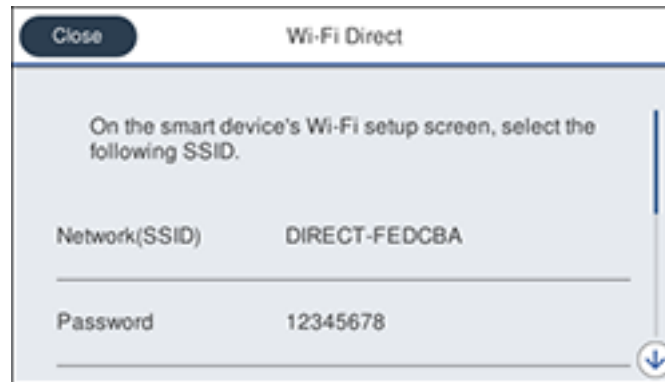 Close
Wi-Fi Direct
On the smart device's Wi-Fi setup screen, select the
following SSID.
Network(SSID) DIRECT-FEDCBA
Password 12345678